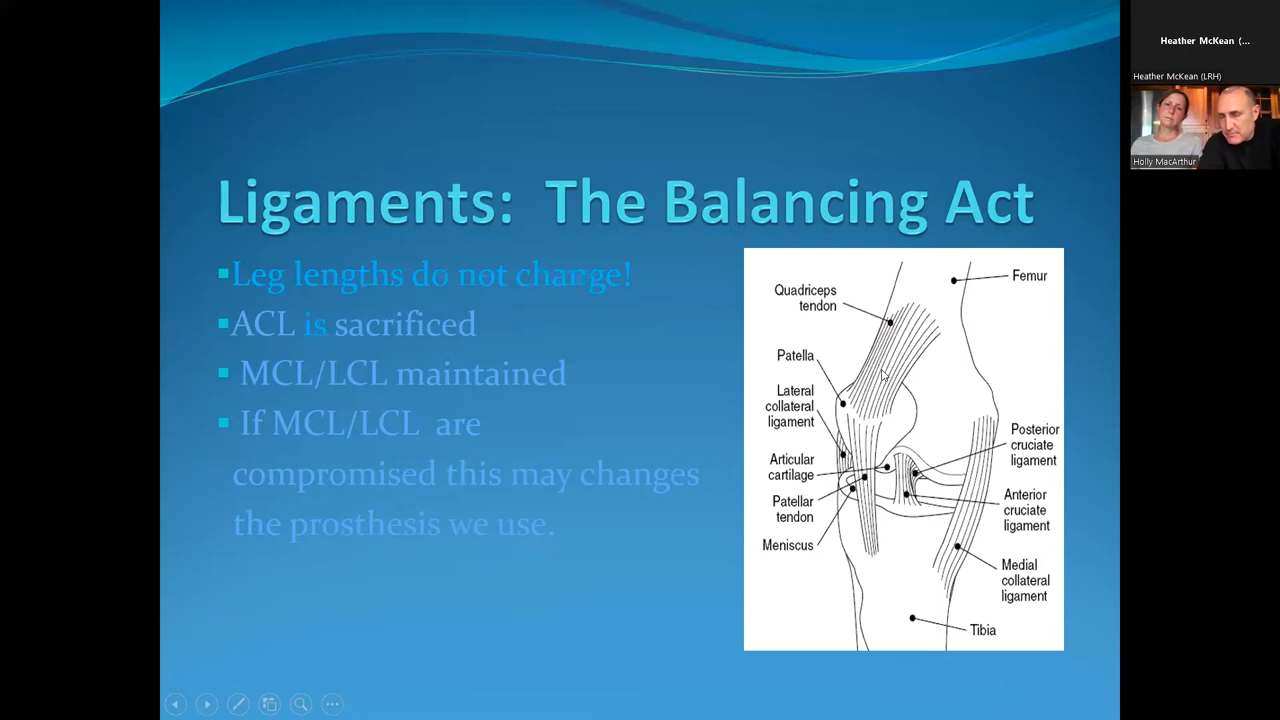 Ligaments:  The Balancing Act
▪Leg lengths do not change!
▪ACL is sacrificed
▪ MCL/LCL maintained
▪ If MCL/LCL  are
compromised this may changes
the prosthesis we use.
Quadriceps
tendon
Patella
Lateral
collateral
ligament
Articular
cartilage
Patellar
tendon
Meniscus
Femur
Posterior
cruciate
ligament
Anterior
cruciate
ligament
Medial
collateral
ligament
Tibia
Heather McKean (...
Heather McKean (LRH)
Holly MacArthur